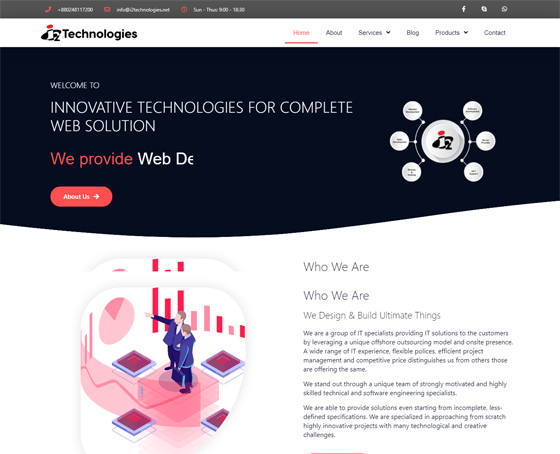 +880248117200 info@i2technologies.net Sun - Thus: 9:00 - 18:30
i2 Technologies
Home About Services Blog Products Contact
WELCOME TO
INNOVATIVE TECHNOLOGIES FOR COMPLETE
WEB SOLUTION
We provide Web De
About Us
i2
Who We Are
Who We Are
We Design & Build Ultimate Things
We are a group of IT specialists providing IT solutions to the customers
by leveraging a unique offshore outsourcing model and onsite presence.
A wide range of IT experience, flexible polices, efficient project
management and competitive price distinguishes us from others those
are offering the same.
We stand out through a unique team of strongly motivated and highly
skilled technical and software engineering specialists.
We are able to provide solutions even starting from incomplete, less-
defined specifications. We are specialized in approaching from scratch
highly innovative projects with many technological and creative
challenges.